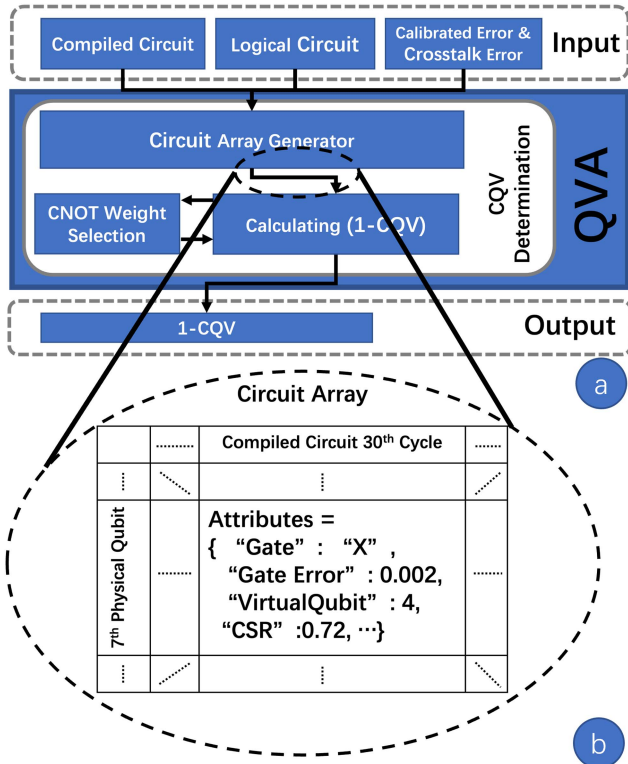 Compiled Circuit
Logical Circuit
Calibrated Error &
Crosstalk Error
Input
Circuit Array Generator
CNOT Weight
Selection
Calculating (1-CQV)
CQV
Determination
QVA
1-CQV
Output
a
Circuit Array
.......... Compiled Circuit 30th Cycle .......
7th Physical Qubit
Attributes =
{ “Gate” : “X” ,
“Gate Error” : 0.002,
“VirtualQubit” : 4,
“CSR” :0.72, ···}
b